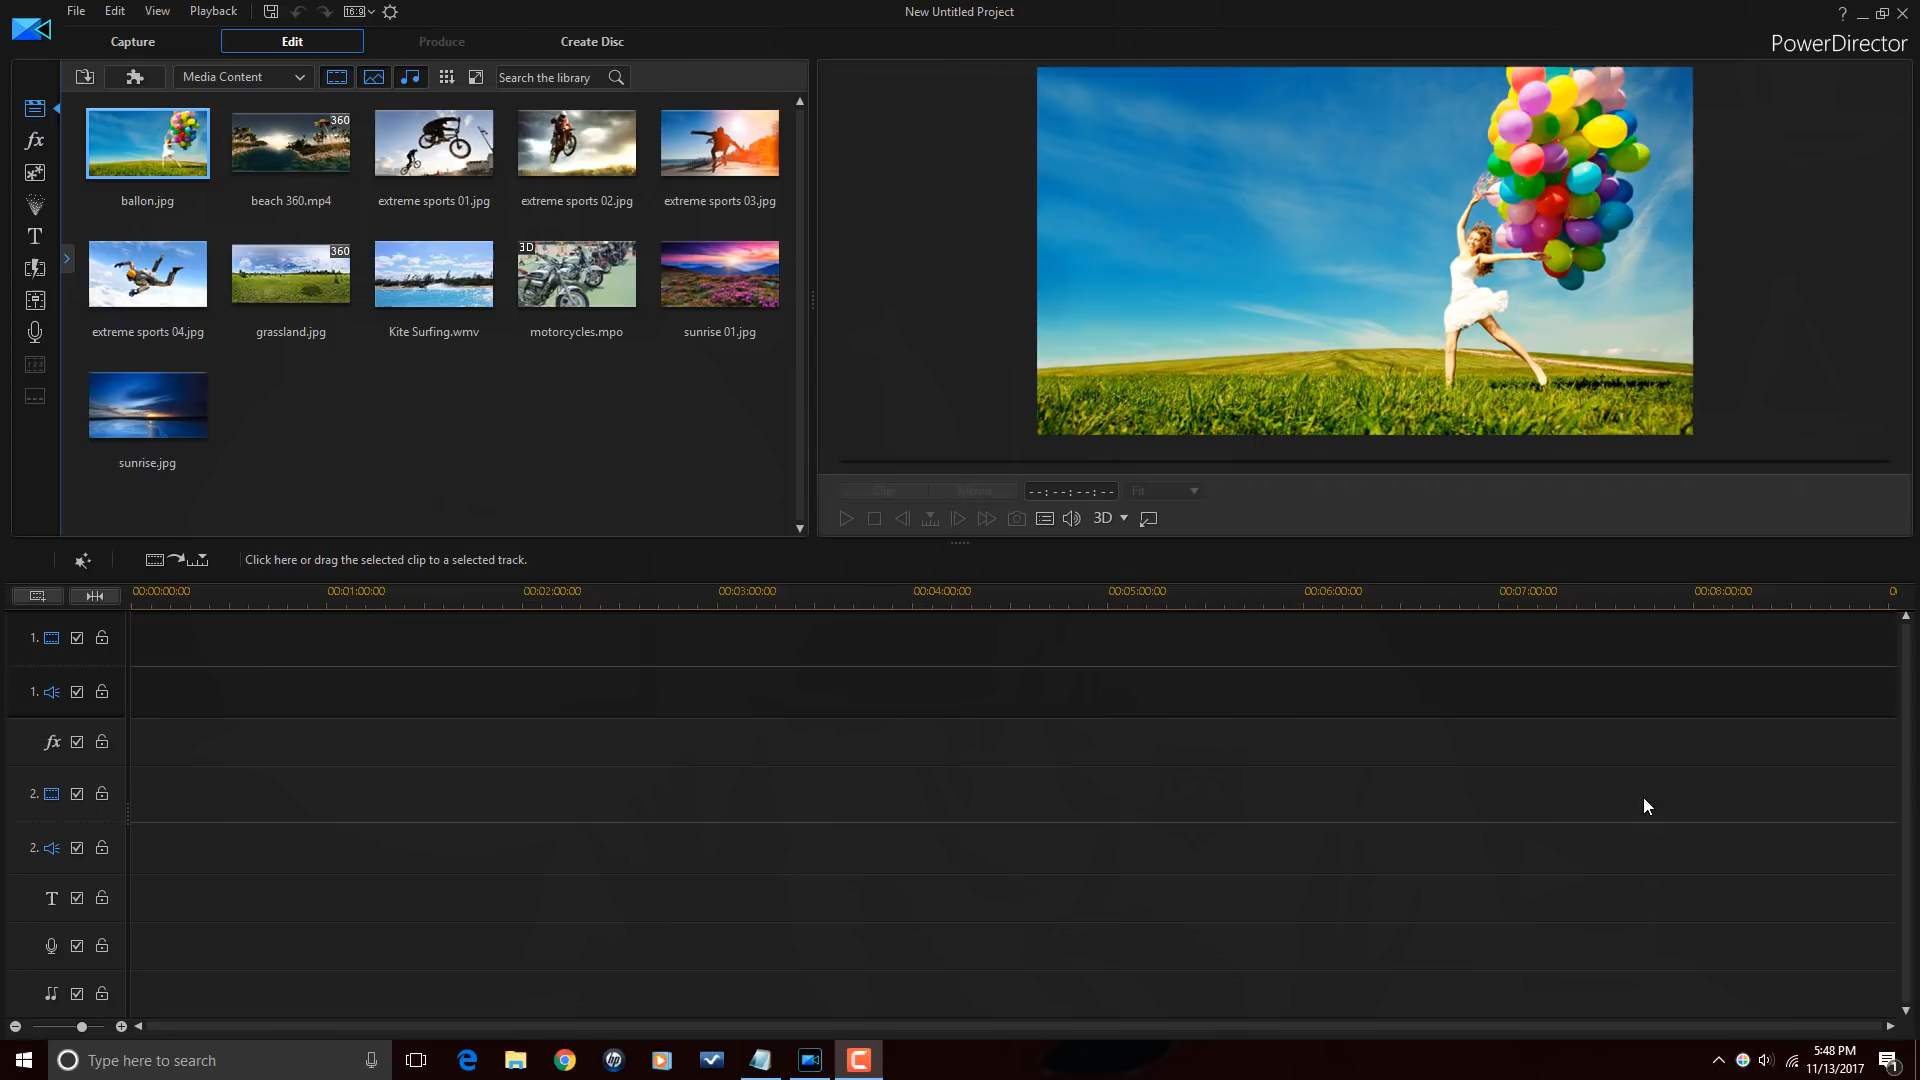 File Edit View Playback 16:9 New Untitled Project ?
Capture Edit Produce Create Disc PowerDirector
Media Content Search the library
360
ballon.jpg beach 360.mp4 extreme sports 01.jpg extreme sports 02.jpg extreme sports 03.jpg
fx
T
360 3D
extreme sports 04.jpg grassland.jpg Kite Surfing.wmv motorcycles.mpo sunrise 01.jpg
sunrise.jpg
Clip Movie --:--:--:-- Fit
3D
Click here or drag the selected clip to a selected track.
00:00:00:00 00:01:00:00 00:02:00:00 00:03:00:00 00:04:00:00 00:05:00:00 00:06:00:00 00:07:00:00 00:08:00:00
1.
1.
fx
2.
2.
T
Type here to search
hp
5:48 PM
11/13/2017
1